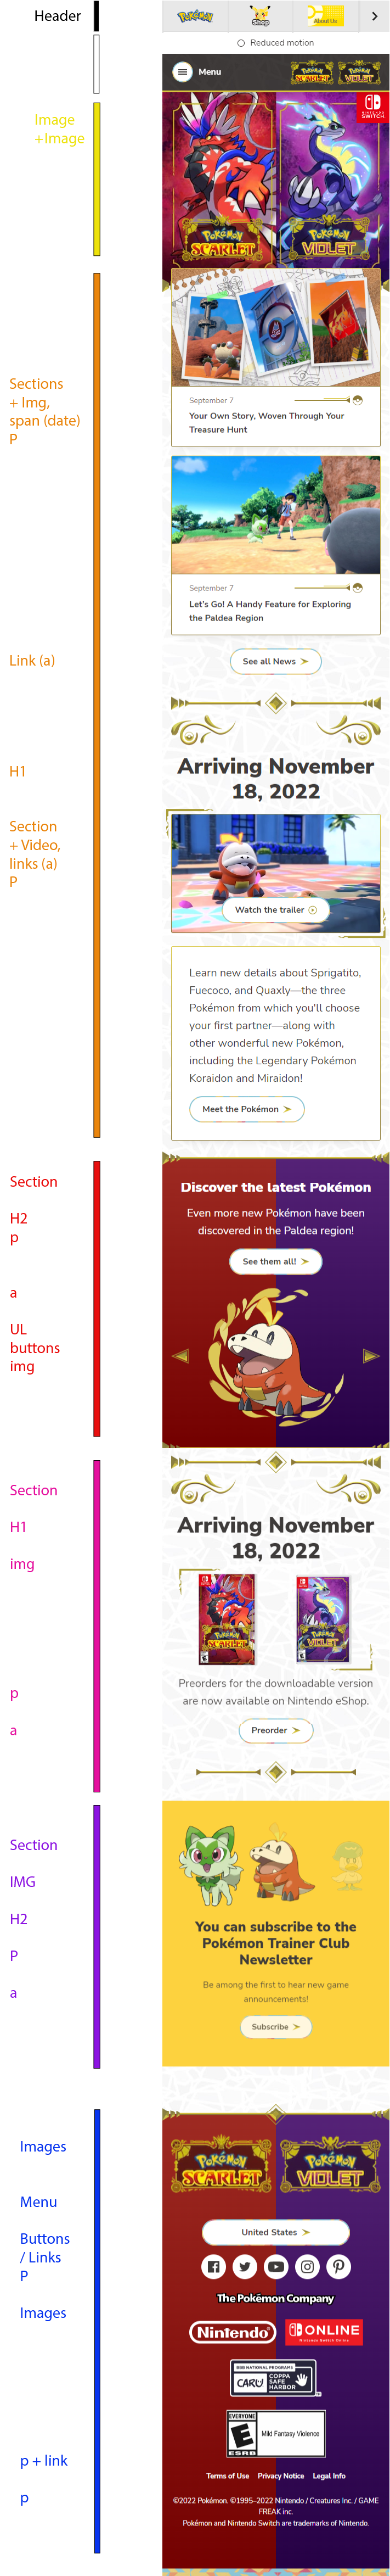 Header
Pokémon
Shop
About Us
Reduced motion
Menu
Pokémon
SCARLET
Pokémon
VIOLET
Image
+Image
NINTENDO
SWITCH
Pokémon
SCARLET
Pokémon
VIOLET
Sections
+ Img,
span (date)
P
September 7
Your Own Story, Woven Through Your
Treasure Hunt
September 7
Let's Go! A Handy Feature for Exploring
the Paldea Region
Link (a)
See all News
H1
Arriving November
18, 2022
Section
+ Video,
links (a)
P
Watch the trailer
Learn new details about Sprigatito,
Fuecoco, and Quaxly—the three
Pokémon from which you'll choose
your first partner—along with
other wonderful new Pokémon,
including the Legendary Pokémon
Koraidon and Miraidon!
Meet the Pokémon
Section
H2
p
a
UL
buttons
img
Discover the latest Pokémon
Even more new Pokémon have been
discovered in the Paldea region!
See them all!
Section
H1
img
p
a
Arriving November
18, 2022
Pokémon
SCARLET
Pokémon
VIOLET
Preorders for the downloadable version
are now available on Nintendo eShop.
Preorder
Section
IMG
H2
P
a
You can subscribe to the
Pokémon Trainer Club
Newsletter
Be among the first to hear new game
announcements!
Subscribe
Images
Menu
Buttons
/ Links
P
Images
p + link
p
Pokémon
SCARLET
Pokémon
VIOLET
United States
The Pokémon Company
Nintendo
ONLINE
Nintendo Switch Online
BBB NATIONAL PROGRAMS
CARU
COPPA
SAFE
HARBOR
EVERYONE
E
ESRB
Mild Fantasy Violence
Terms of Use Privacy Notice Legal Info
©2022 Pokémon. ©1995–2022 Nintendo / Creatures Inc. / GAME
FREAK inc.
Pokémon and Nintendo Switch are trademarks of Nintendo.